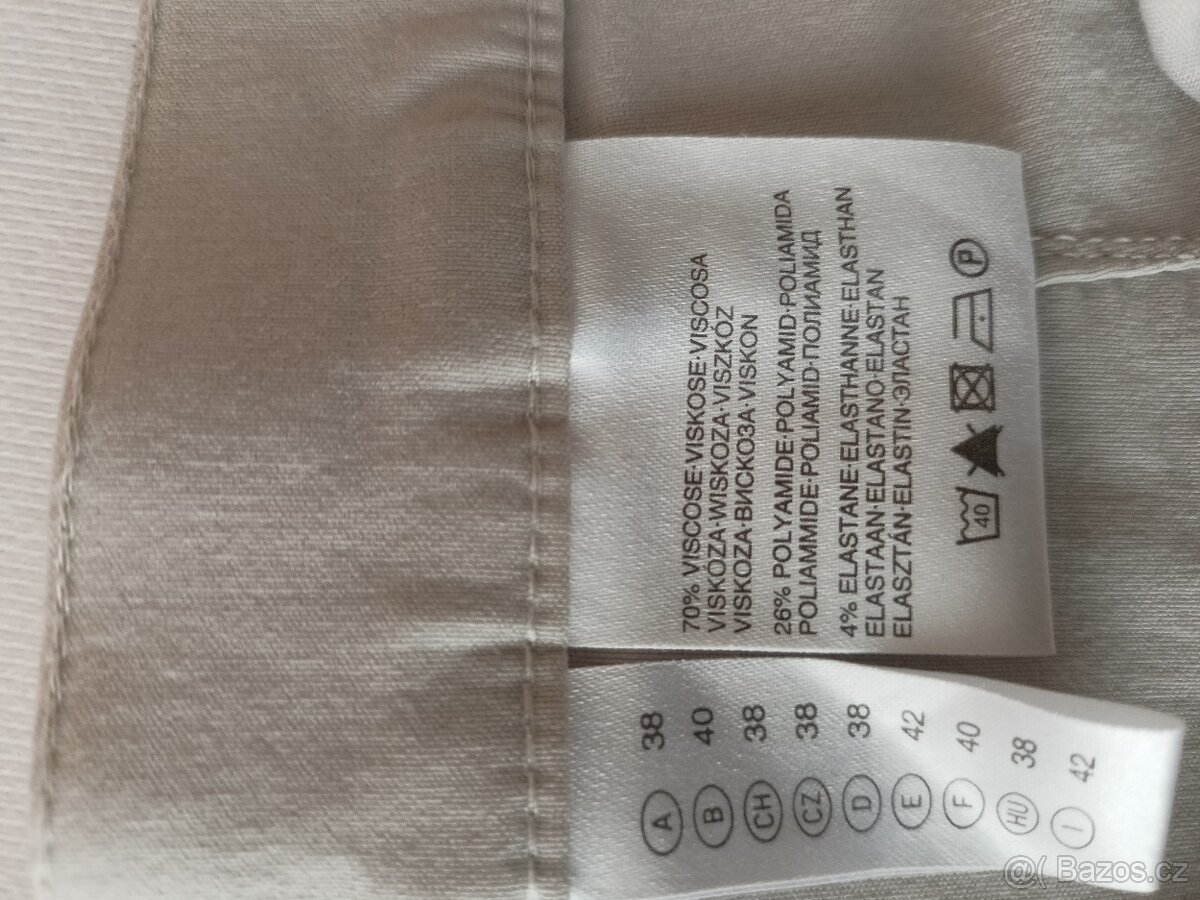 70% VISCOSE·VISKOSE·VISCOSA
VISKÓZA·WISKOZA·VISZKÓZ
VISKOZA·ВИСКОЗА·VISKON
26% POLYAMIDE·POLYAMID·POLIAMIDA
POLIAMMIDE·POLIAMID·ПОЛИАМИД
4% ELASTANE·ELASTHANNE·ELASTHAN
ELASTAAN·ELASTANO·ELASTAN
ELASZTÁN·ELASTIN·ЭЛАСТАН
40 P
A 38
B 40
CH 38
CZ 38
D 38
E 42
F 40
HU 38
I 42
@( Bazos.cz